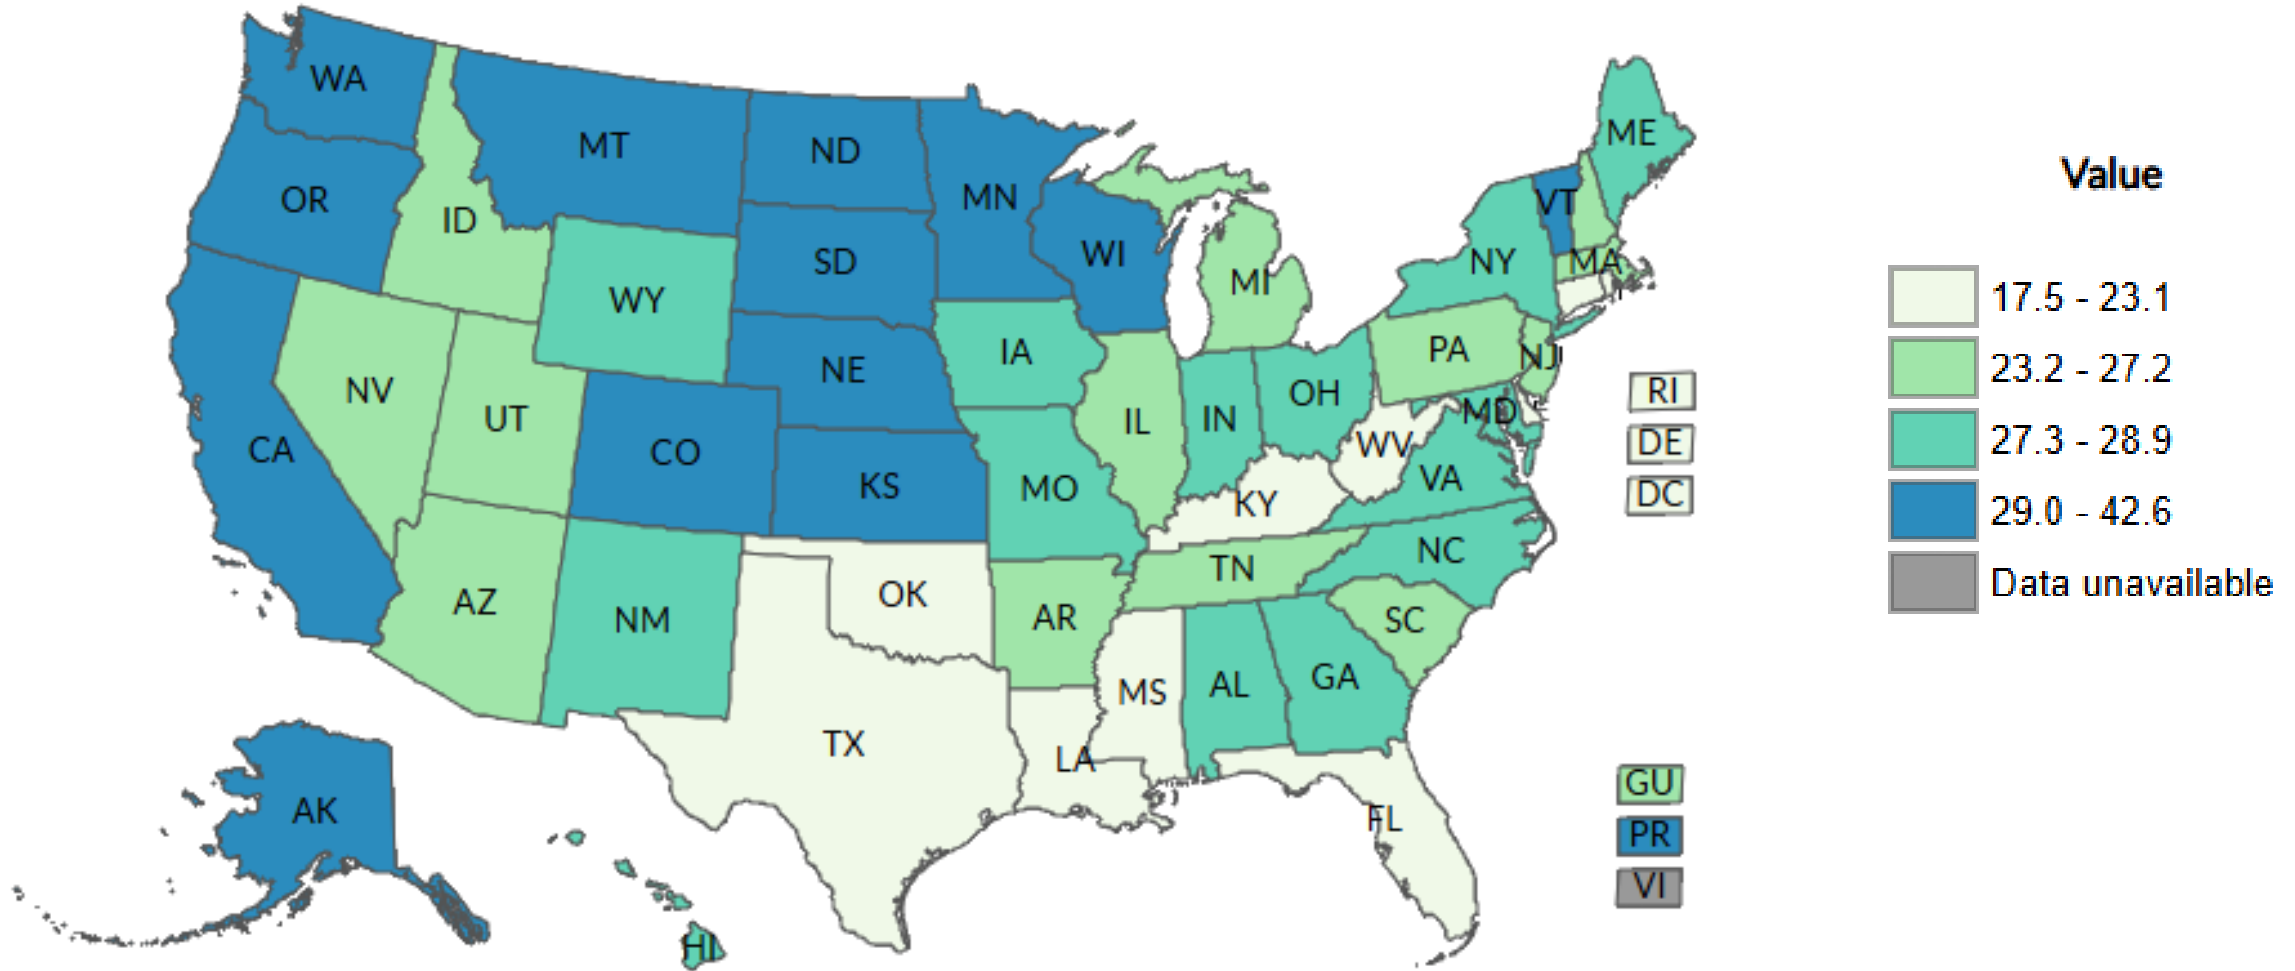 WA
MT
ND
MN
OR
ID
SD
WI
WY
MI
ME
VT
NY
MA
NV
UT
CA
CO
NE
KS
IA
MO
IL
IN
OH
PA
NJ
MD
WV
VA
KY
AZ
NM
OK
AR
TN
NC
SC
TX
LA
MS
AL
GA
FL
AK
HI
RI
DE
DC
GU
PR
VI
Value
17.5 - 23.1
23.2 - 27.2
27.3 - 28.9
29.0 - 42.6
Data unavailable